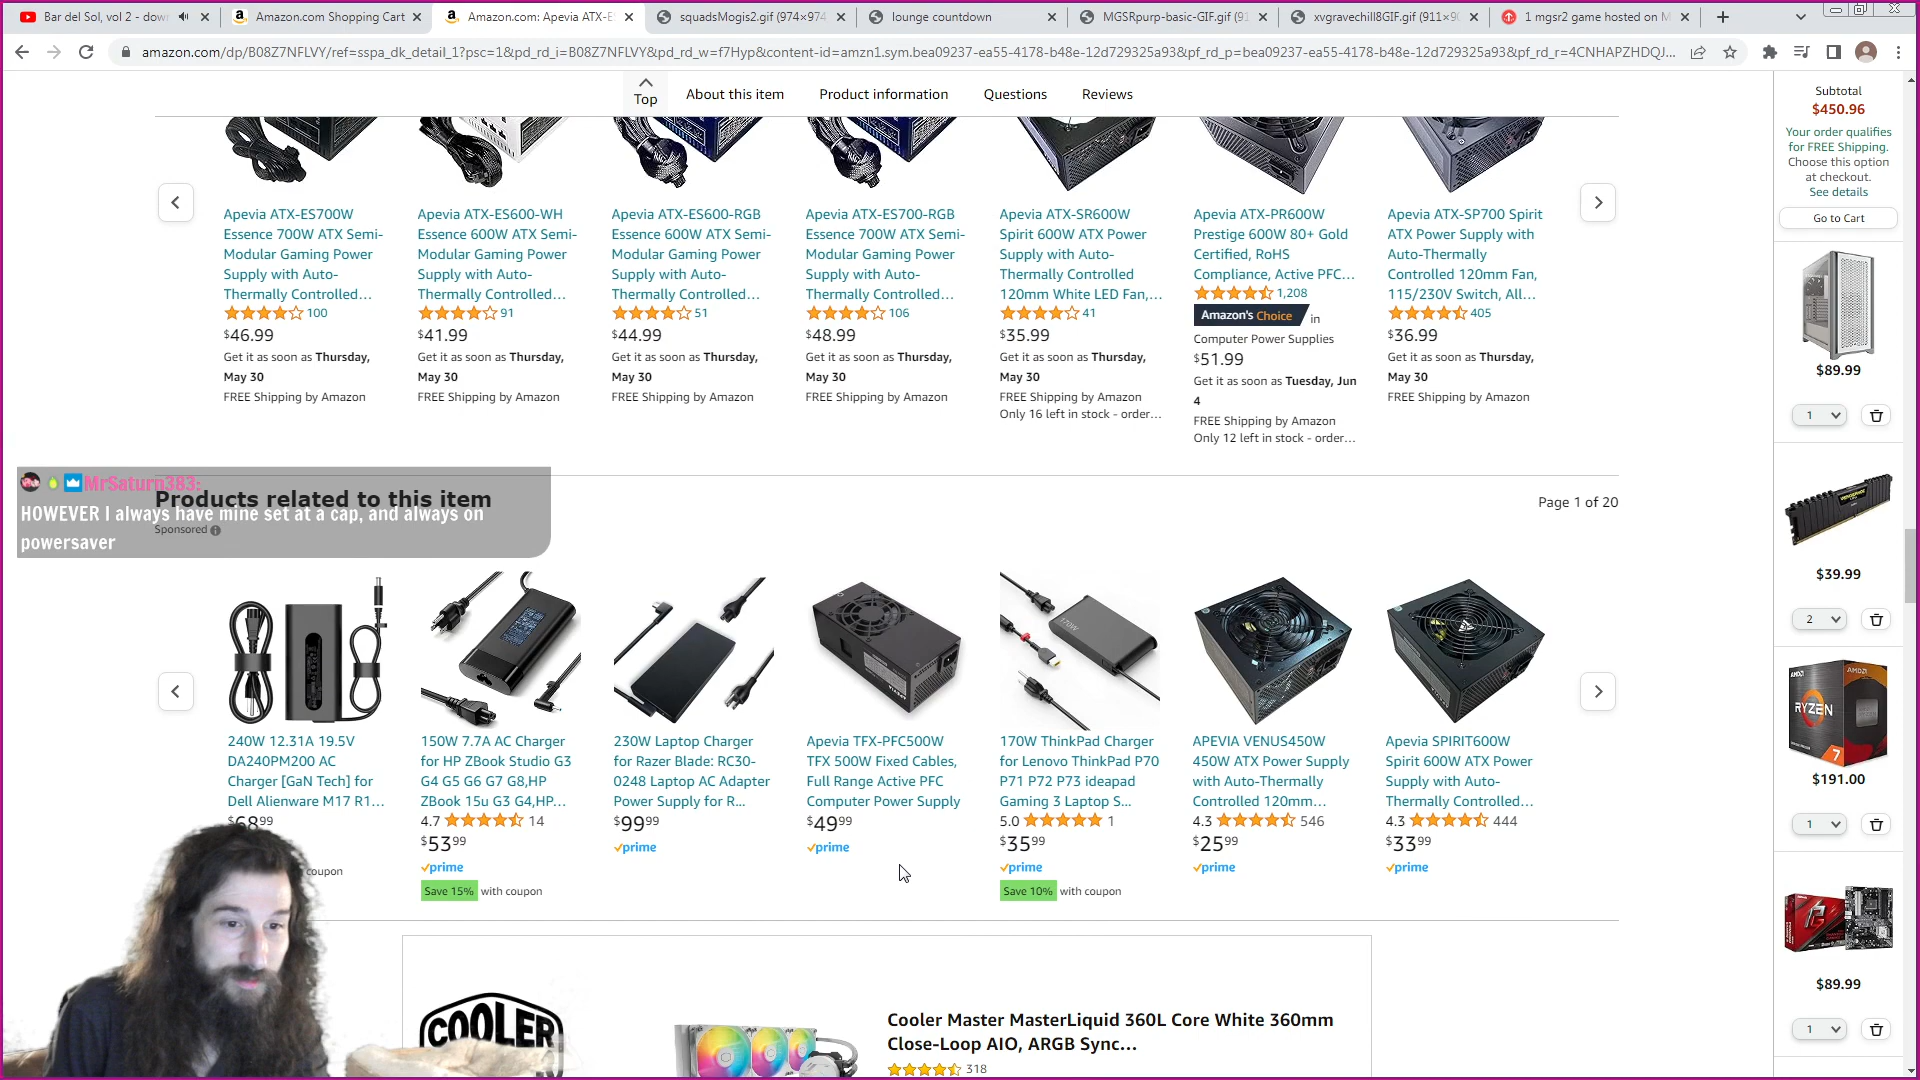 Bar del Sol, vol 2 - dow
Amazon.com Shopping Cart
Amazon.com: Apevia ATX-E
squadsMogis2.gif (974×974
lounge countdown
MGSRpurp-basic-GIF.gif (91
xvgravechill8GIF.gif (911×9
1 mgsr2 game hosted on M
amazon.com/dp/B08Z7NFLVY/ref=sspa_dk_detail_1?psc=1&pd_rd_i=B08Z7NFLVY&pd_rd_w=f7Hyp&content-id=amzn1.sym.bea09237-ea55-4178-b48e-12d729325a93&pf_rd_p=bea09237-ea55-4178-b48e-12d729325a93&pf_rd_r=4CNHAPZHDQJ...
Top
About this item
Product information
Questions
Reviews
Apevia ATX-ES700W
Essence 700W ATX Semi-
Modular Gaming Power
Supply with Auto-
Thermally Controlled...
100
$46.99
Get it as soon as Thursday,
May 30
FREE Shipping by Amazon
Apevia ATX-ES600-WH
Essence 600W ATX Semi-
Modular Gaming Power
Supply with Auto-
Thermally Controlled...
91
$41.99
Get it as soon as Thursday,
May 30
FREE Shipping by Amazon
Apevia ATX-ES600-RGB
Essence 600W ATX Semi-
Modular Gaming Power
Supply with Auto-
Thermally Controlled...
51
$44.99
Get it as soon as Thursday,
May 30
FREE Shipping by Amazon
Apevia ATX-ES700-RGB
Essence 700W ATX Semi-
Modular Gaming Power
Supply with Auto-
Thermally Controlled...
106
$48.99
Get it as soon as Thursday,
May 30
FREE Shipping by Amazon
Apevia ATX-SR600W
Spirit 600W ATX Power
Supply with Auto-
Thermally Controlled
120mm White LED Fan,...
41
$35.99
Get it as soon as Thursday,
May 30
FREE Shipping by Amazon
Only 16 left in stock - order...
Apevia ATX-PR600W
Prestige 600W 80+ Gold
Certified, RoHS
Compliance, Active PFC...
1,208
Amazon's Choice in
Computer Power Supplies
$51.99
Get it as soon as Tuesday, Jun
4
FREE Shipping by Amazon
Only 12 left in stock - order...
Apevia ATX-SP700 Spirit
ATX Power Supply with
Auto-Thermally
Controlled 120mm Fan,
115/230V Switch, All...
405
$36.99
Get it as soon as Thursday,
May 30
FREE Shipping by Amazon
MrSaturn383:
HOWEVER I always have mine set at a cap, and always on
powersaver
Products related to this item
Sponsored
Page 1 of 20
240W 12.31A 19.5V
DA240PM200 AC
Charger [GaN Tech] for
Dell Alienware M17 R1...
$68.99
coupon
150W 7.7A AC Charger
for HP ZBook Studio G3
G4 G5 G6 G7 G8,HP
ZBook 15u G3 G4,HP...
4.7 14
$53.99
prime
Save 15% with coupon
230W Laptop Charger
for Razer Blade: RC30-
0248 Laptop AC Adapter
Power Supply for R...
$99.99
prime
Apevia TFX-PFC500W
TFX 500W Fixed Cables,
Full Range Active PFC
Computer Power Supply
$49.99
prime
170W
170W ThinkPad Charger
for Lenovo ThinkPad P70
P71 P72 P73 ideapad
Gaming 3 Laptop S...
5.0 1
$35.99
prime
Save 10% with coupon
APEVIA VENUS450W
450W ATX Power Supply
with Auto-Thermally
Controlled 120mm...
4.3 546
$25.99
prime
Apevia SPIRIT600W
Spirit 600W ATX Power
Supply with Auto-
Thermally Controlled...
4.3 444
$33.99
prime
COOLER
Cooler Master MasterLiquid 360L Core White 360mm
Close-Loop AIO, ARGB Sync...
318
Subtotal
$450.96
Your order qualifies
for FREE Shipping.
Choose this option
at checkout.
See details
Go to Cart
$89.99
1
$39.99
2
AMD
RYZEN
7
$191.00
1
$89.99
1